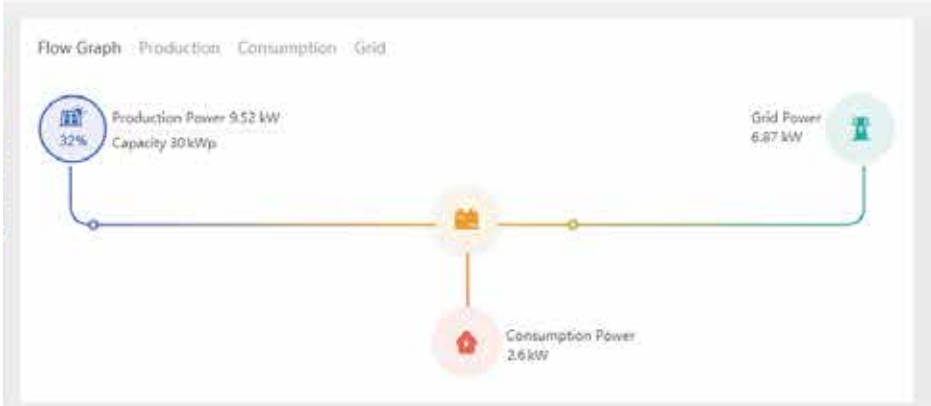 Flow Graph Production Consumption Grid
32%
Production Power 9.52 kW
Capacity 30 kWp
Grid Power
6.87 kW
Consumption Power
2.6 kW